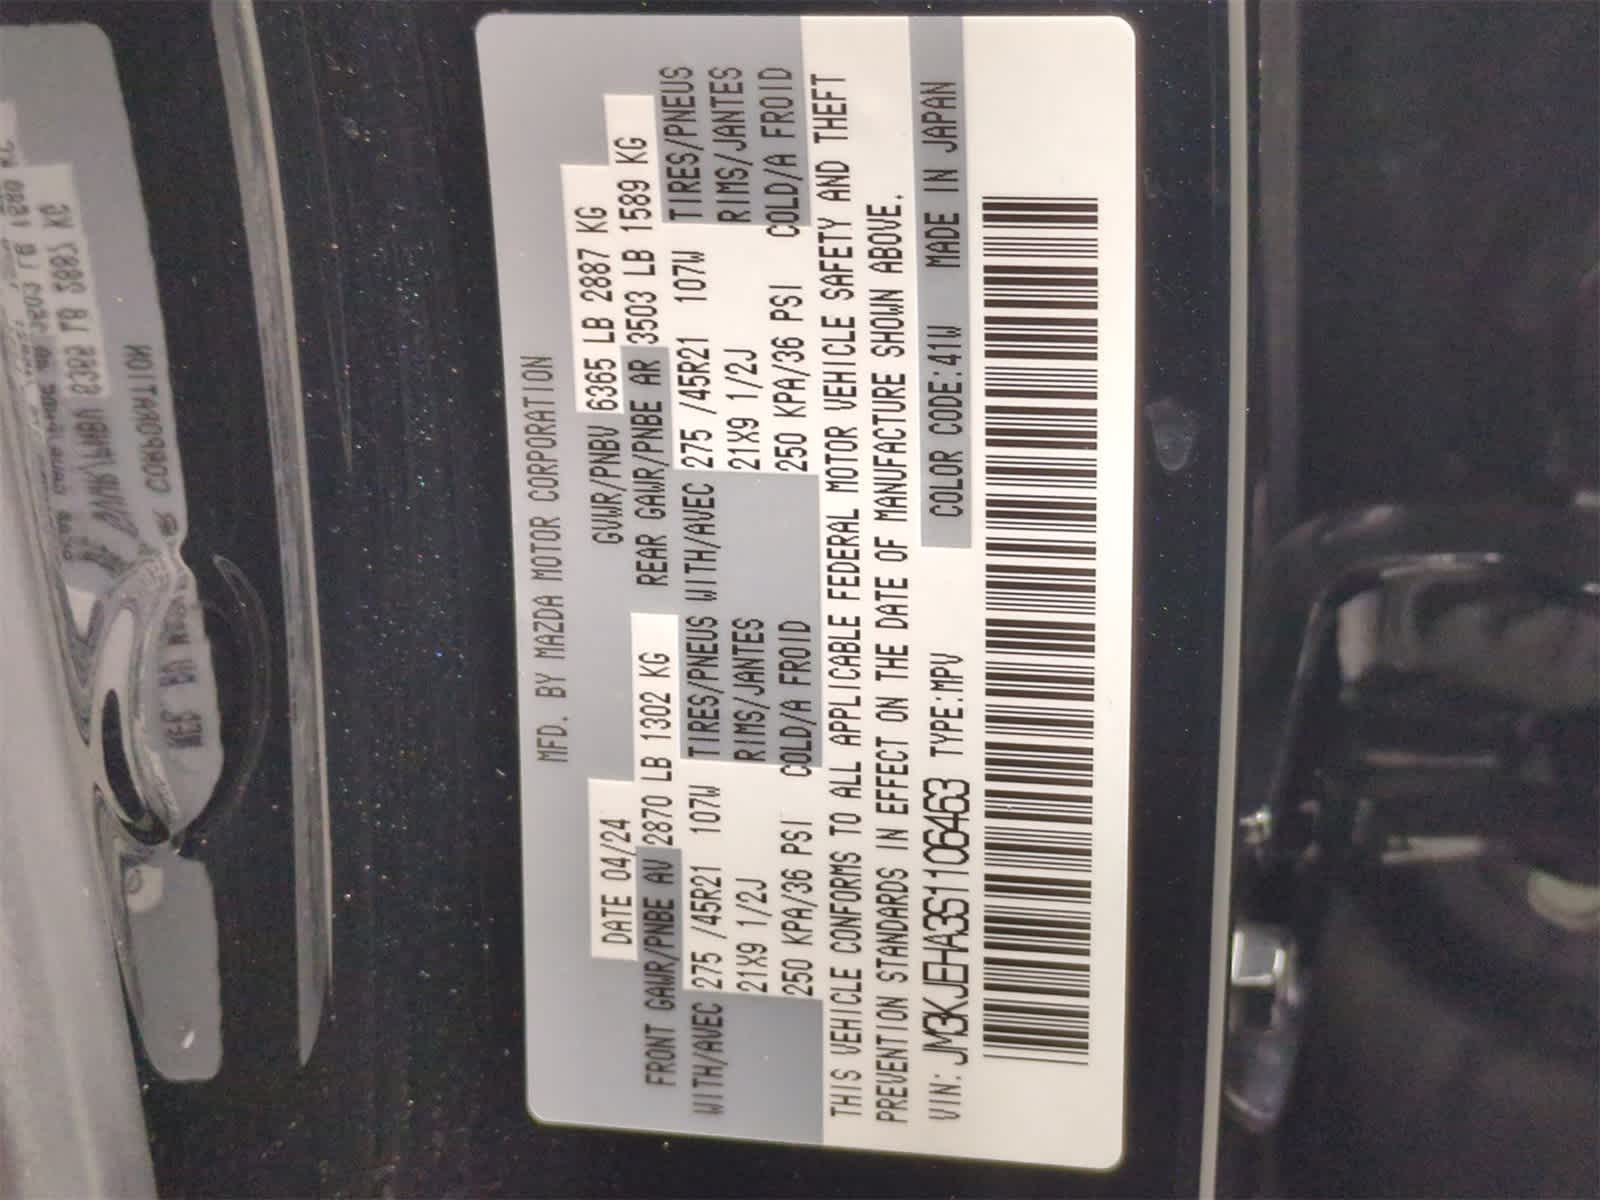 MFD. BY MAZDA MOTOR CORPORATION
DATE 04/24 GVWR/PNBV 6365 LB 2887 KG
FRONT GAWR/PNBE AV 2870 LB 1302 KG REAR GAWR/PNBE AR 3503 LB 1589 KG
WITH/AVEC 275 /45R21 107W TIRES/PNEUS WITH/AVEC 275 /45R21 107W TIRES/PNEUS
21X9 1/2J RIMS/JANTES 21X9 1/2J RIMS/JANTES
250 KPA/36 PSI COLD/A FROID 250 KPA/36 PSI COLD/A FROID
THIS VEHICLE CONFORMS TO ALL APPLICABLE FEDERAL MOTOR VEHICLE SAFETY AND THEFT
PREVENTION STANDARDS IN EFFECT ON THE DATE OF MANUFACTURE SHOWN ABOVE.
VIN: JM3KJEHA3S1106463 TYPE:MPV COLOR CODE:41W MADE IN JAPAN